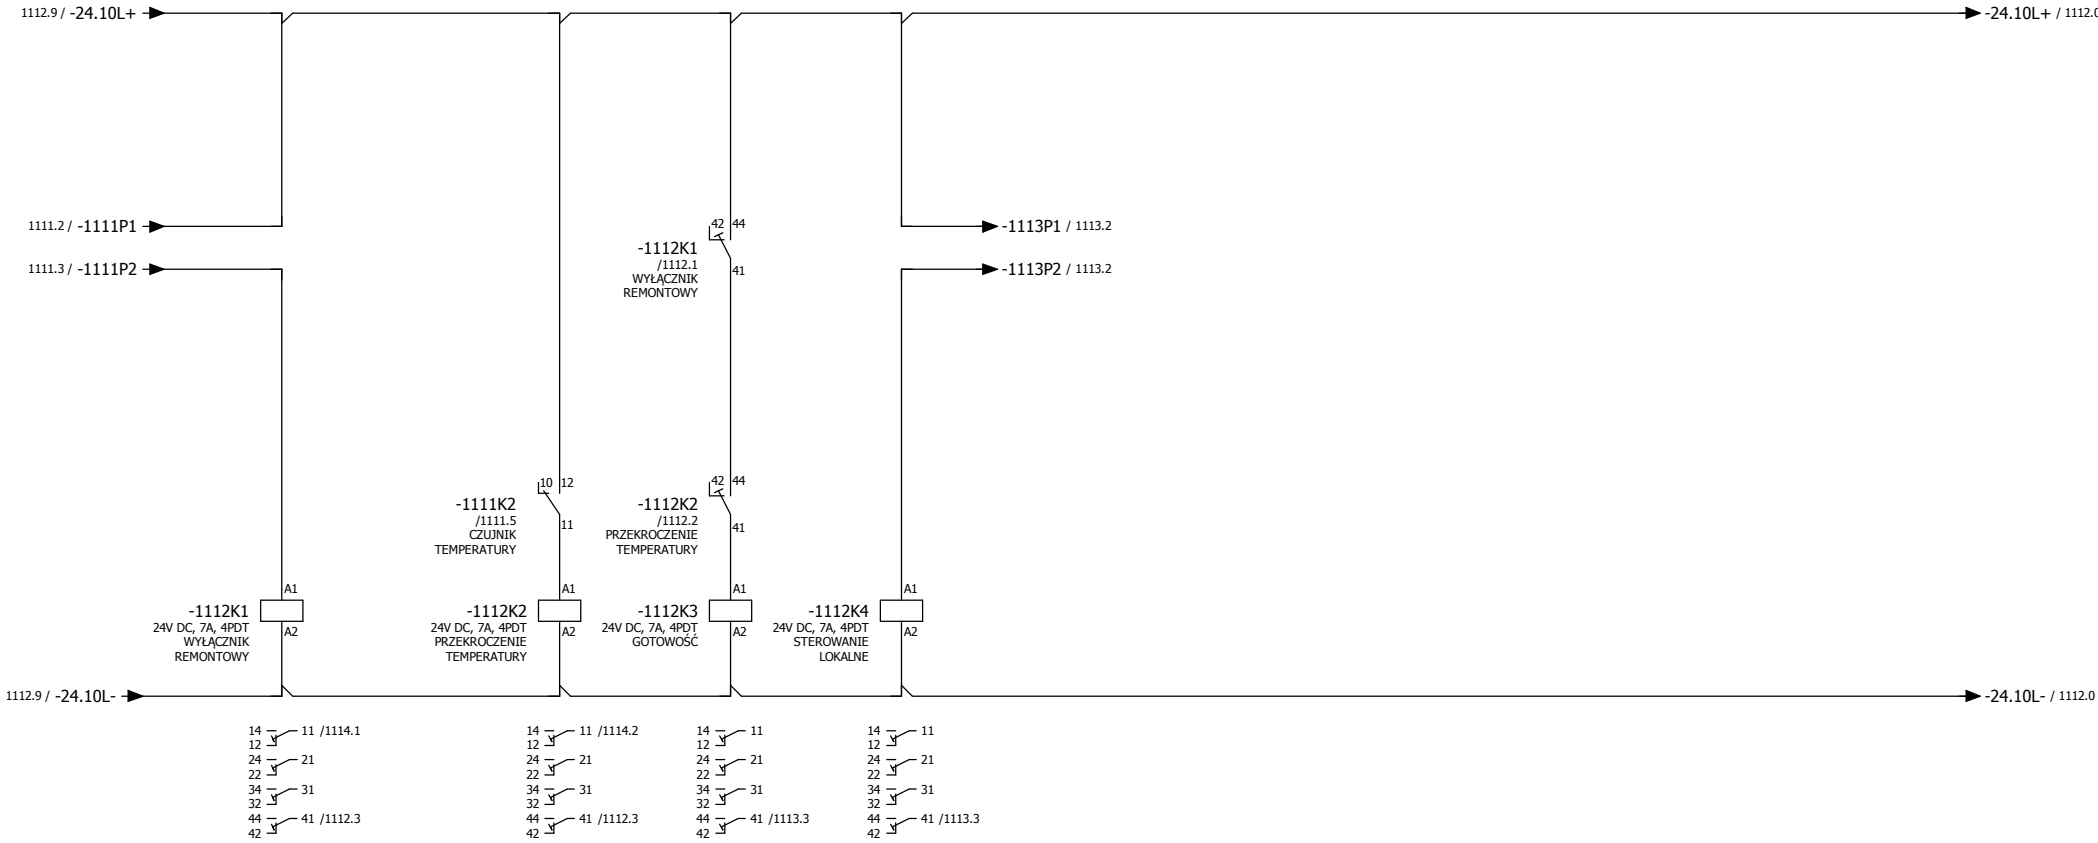 1112.9 / -24.10L+
-24.10L+ / 1112.0
1111.2 / -1111P1
-1113P1 / 1113.2
1111.3 / -1111P2
-1113P2 / 1113.2
42 44
-1112K1
/1112.1
WYŁĄCZNIK
REMONTOWY
41
10 12
-1111K2
/1111.5
CZUJNIK
TEMPERATURY
11
42 44
-1112K2
/1112.2
PRZEKROCZENIE
TEMPERATURY
41
A1
-1112K1
24V DC, 7A, 4PDT
WYŁĄCZNIK
REMONTOWY
A2
A1
-1112K2
24V DC, 7A, 4PDT
PRZEKROCZENIE
TEMPERATURY
A2
A1
-1112K3
24V DC, 7A, 4PDT
GOTOWOŚĆ
A2
A1
-1112K4
24V DC, 7A, 4PDT
STEROWANIE
LOKALNE
A2
1112.9 / -24.10L-
-24.10L- / 1112.0
14 11 /1114.1
12
24 21
22
34 31
32
44 41 /1112.3
42
14 11 /1114.2
12
24 21
22
34 31
32
44 41 /1112.3
42
14 11
12
24 21
22
34 31
32
44 41 /1113.3
42
14 11
12
24 21
22
34 31
32
44 41 /1113.3
42